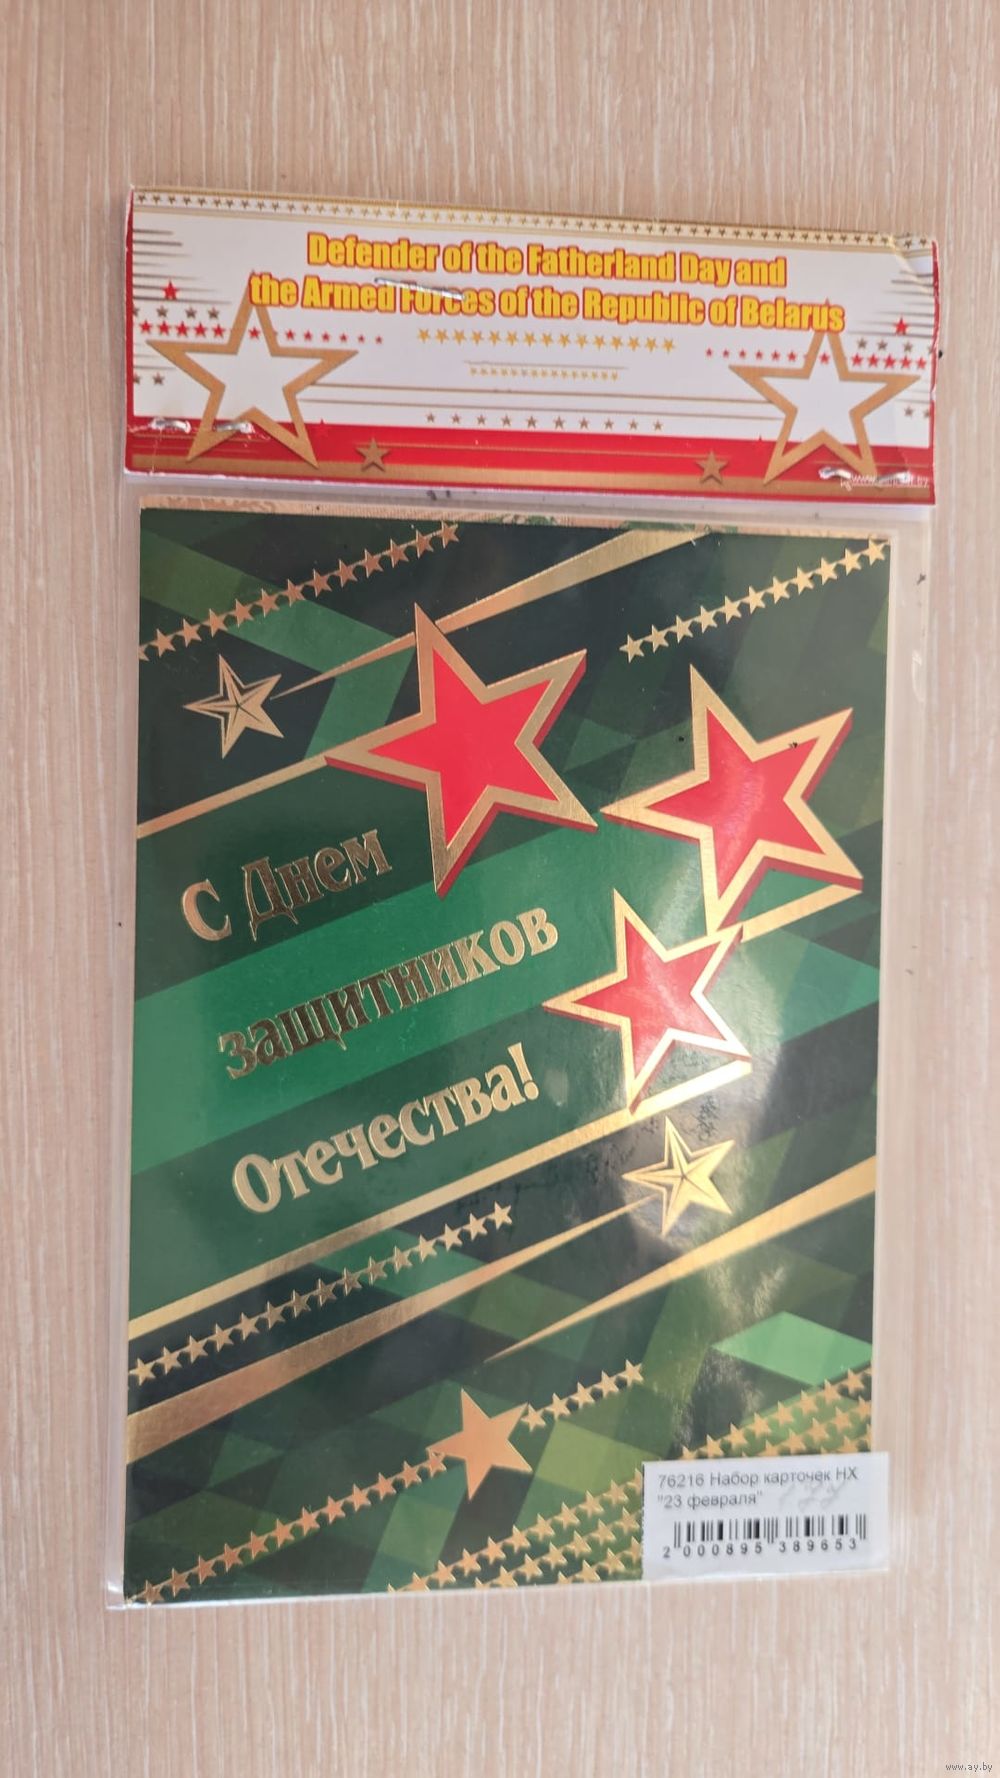 Defender of the Fatherland Day and
the Armed Forces of the Republic of Belarus
С Днем
защитников
Отечества!
76216 Набор карточек НХ
"23 февраля"
2 000895 389653
www.ay.by